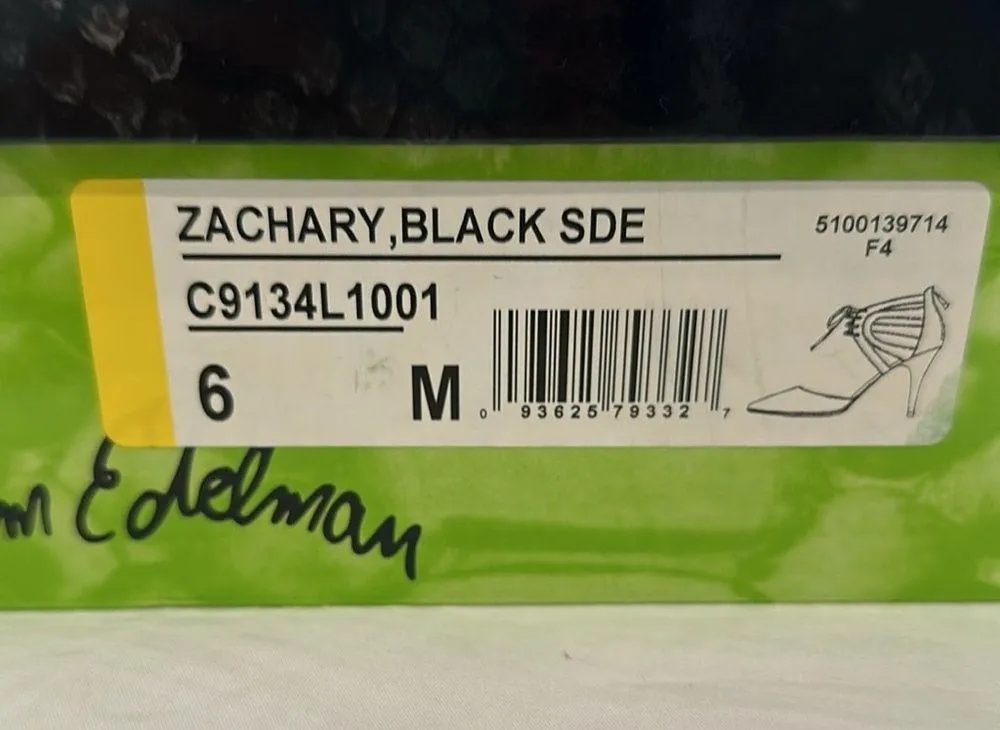 ZACHARY,BLACK SDE
5100139714
F4
C9134L1001
6 M
0 93625 79332 7
m Edelman